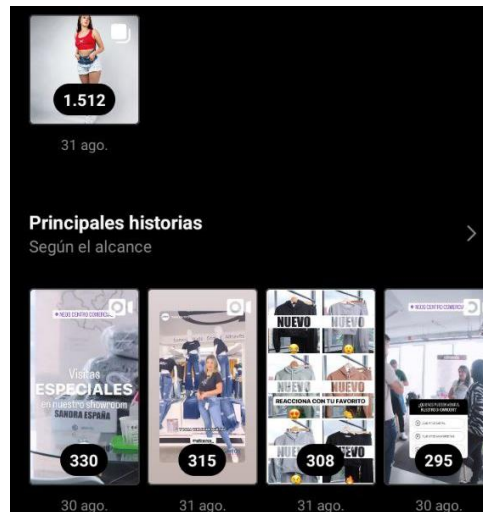 1.512
31 ago.
Principales historias
Según el alcance
Visitas
ESPECIALES
en nuestro showroom
SANDRA ESPAÑA
330
30 ago.
315
31 ago.
NUEVO NUEVO
NUEVO NUEVO
REACCIONA CON TU FAVORITO
308
31 ago.
295
30 ago.